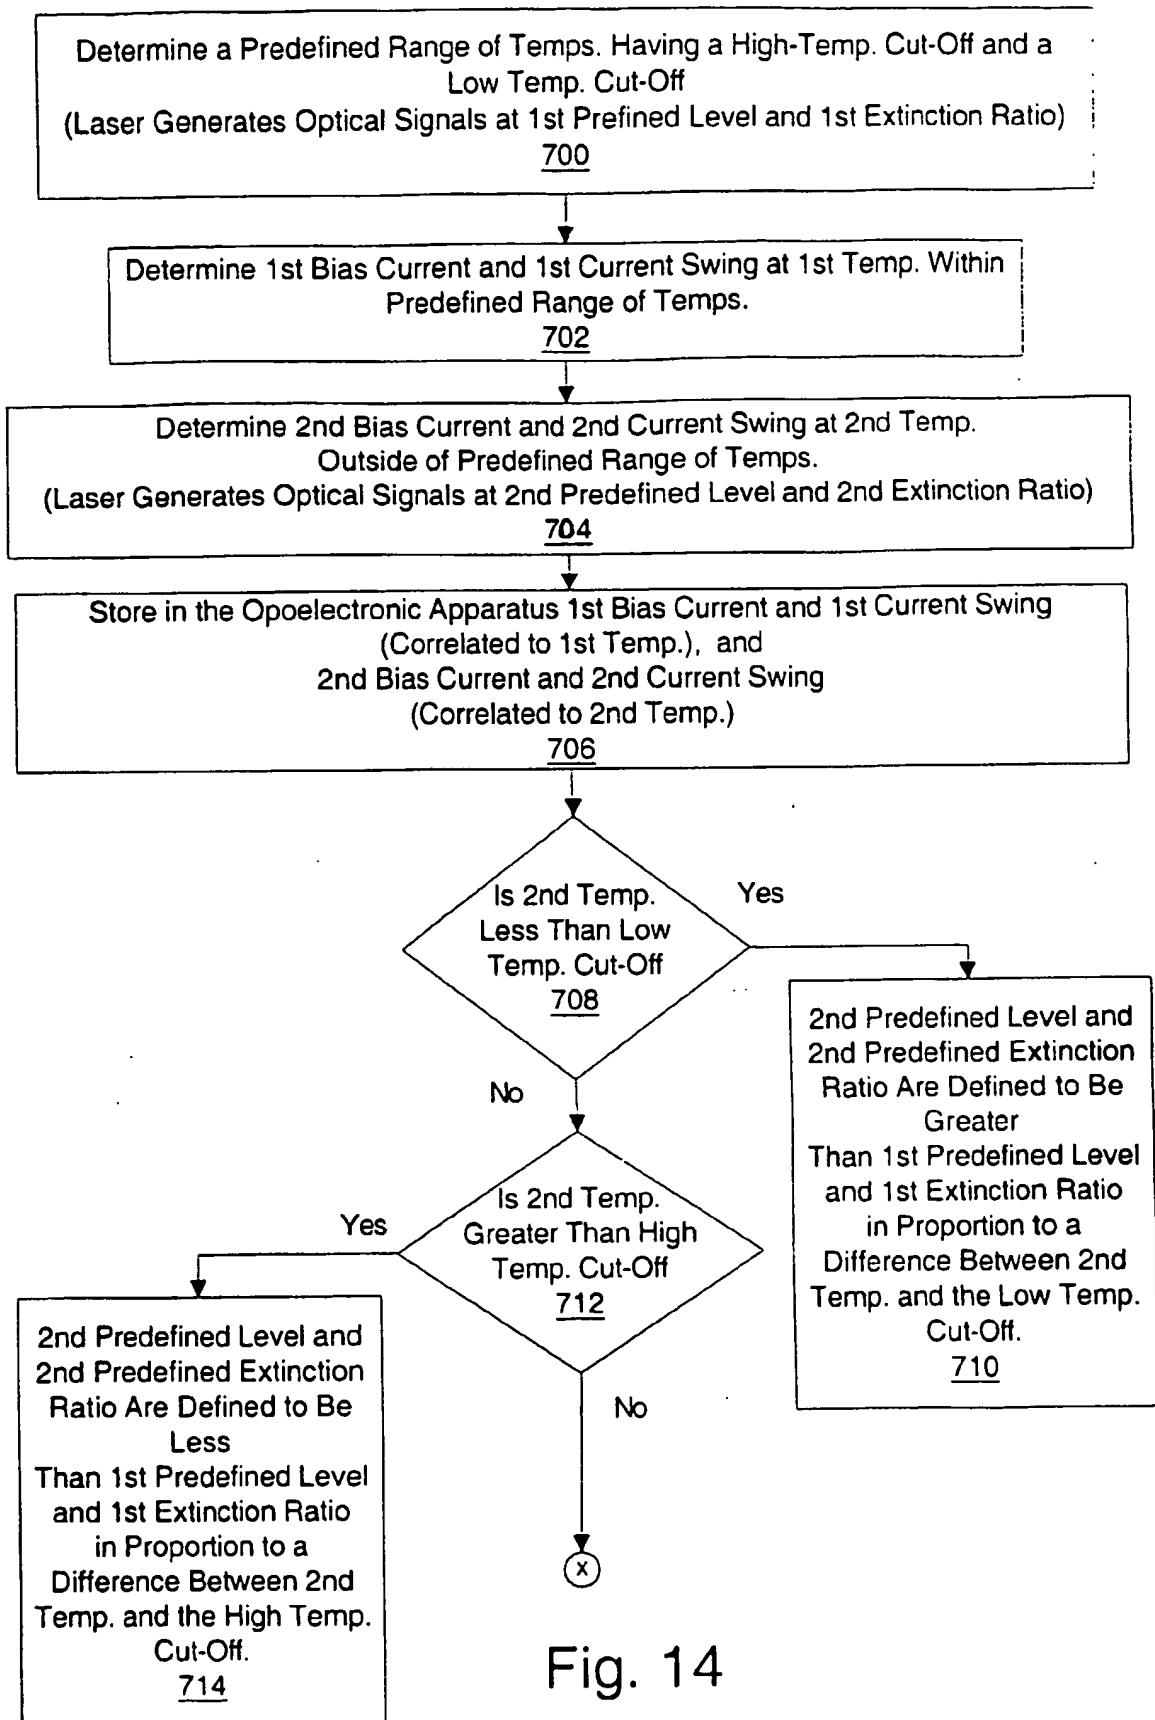 Determine a Predefined Range of Temps. Having a High-Temp. Cut-Off and a
Low Temp. Cut-Off
(Laser Generates Optical Signals at 1st Prefined Level and 1st Extinction Ratio)
700
Determine 1st Bias Current and 1st Current Swing at 1st Temp. Within
Predefined Range of Temps.
702
Determine 2nd Bias Current and 2nd Current Swing at 2nd Temp.
Outside of Predefined Range of Temps.
(Laser Generates Optical Signals at 2nd Predefined Level and 2nd Extinction Ratio)
704
Store in the Opoelectronic Apparatus 1st Bias Current and 1st Current Swing
(Correlated to 1st Temp.), and
2nd Bias Current and 2nd Current Swing
(Correlated to 2nd Temp.)
706
Is 2nd Temp.
Less Than Low
Temp. Cut-Off
708
Yes
No
2nd Predefined Level and
2nd Predefined Extinction
Ratio Are Defined to Be
Greater
Than 1st Predefined Level
and 1st Extinction Ratio
in Proportion to a
Difference Between 2nd
Temp. and the Low Temp.
Cut-Off.
710
Is 2nd Temp.
Greater Than High
Temp. Cut-Off
712
Yes
No
2nd Predefined Level and
2nd Predefined Extinction
Ratio Are Defined to Be
Less
Than 1st Predefined Level
and 1st Extinction Ratio
in Proportion to a
Difference Between 2nd
Temp. and the High Temp.
Cut-Off.
714
X
Fig. 14